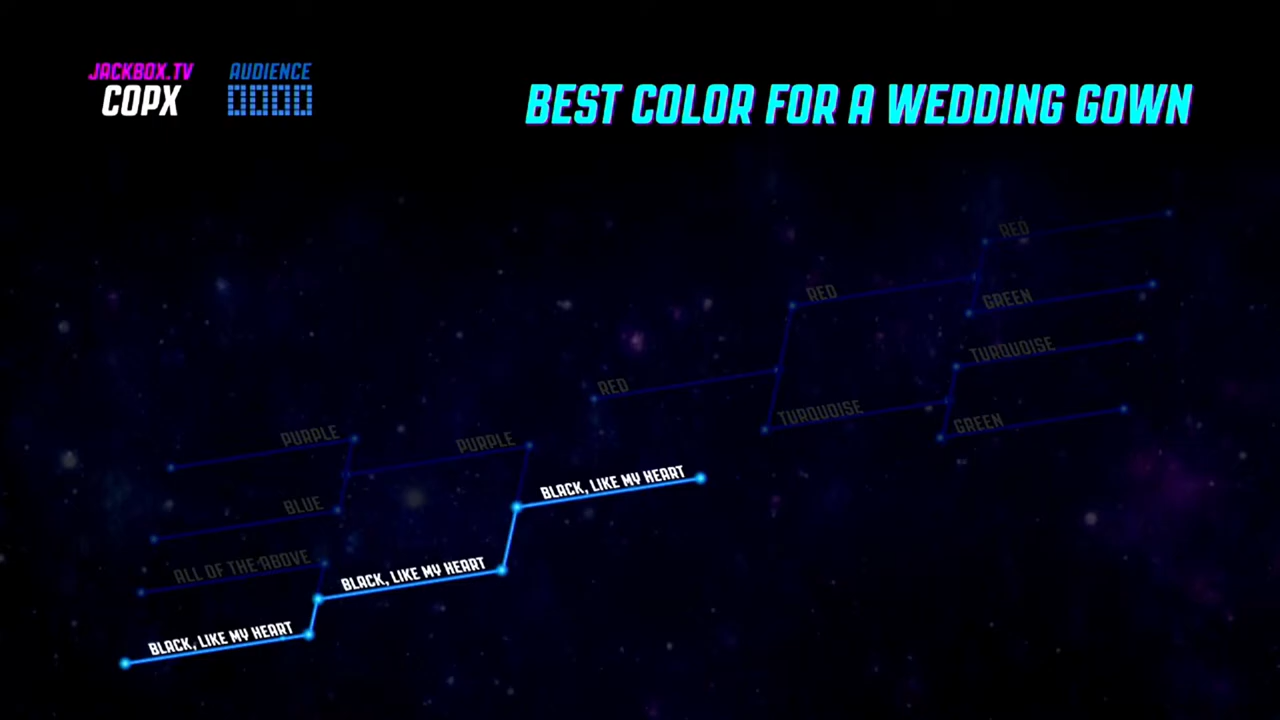 JACKBOX.TV
COPX
AUDIENCE
0000
BEST COLOR FOR A WEDDING GOWN
RED
RED
GREEN
TURQUOISE
RED
TURQUOISE
GREEN
PURPLE
PURPLE
BLUE
BLACK, LIKE MY HEART
ALL OF THE ABOVE
BLACK, LIKE MY HEART
BLACK, LIKE MY HEART